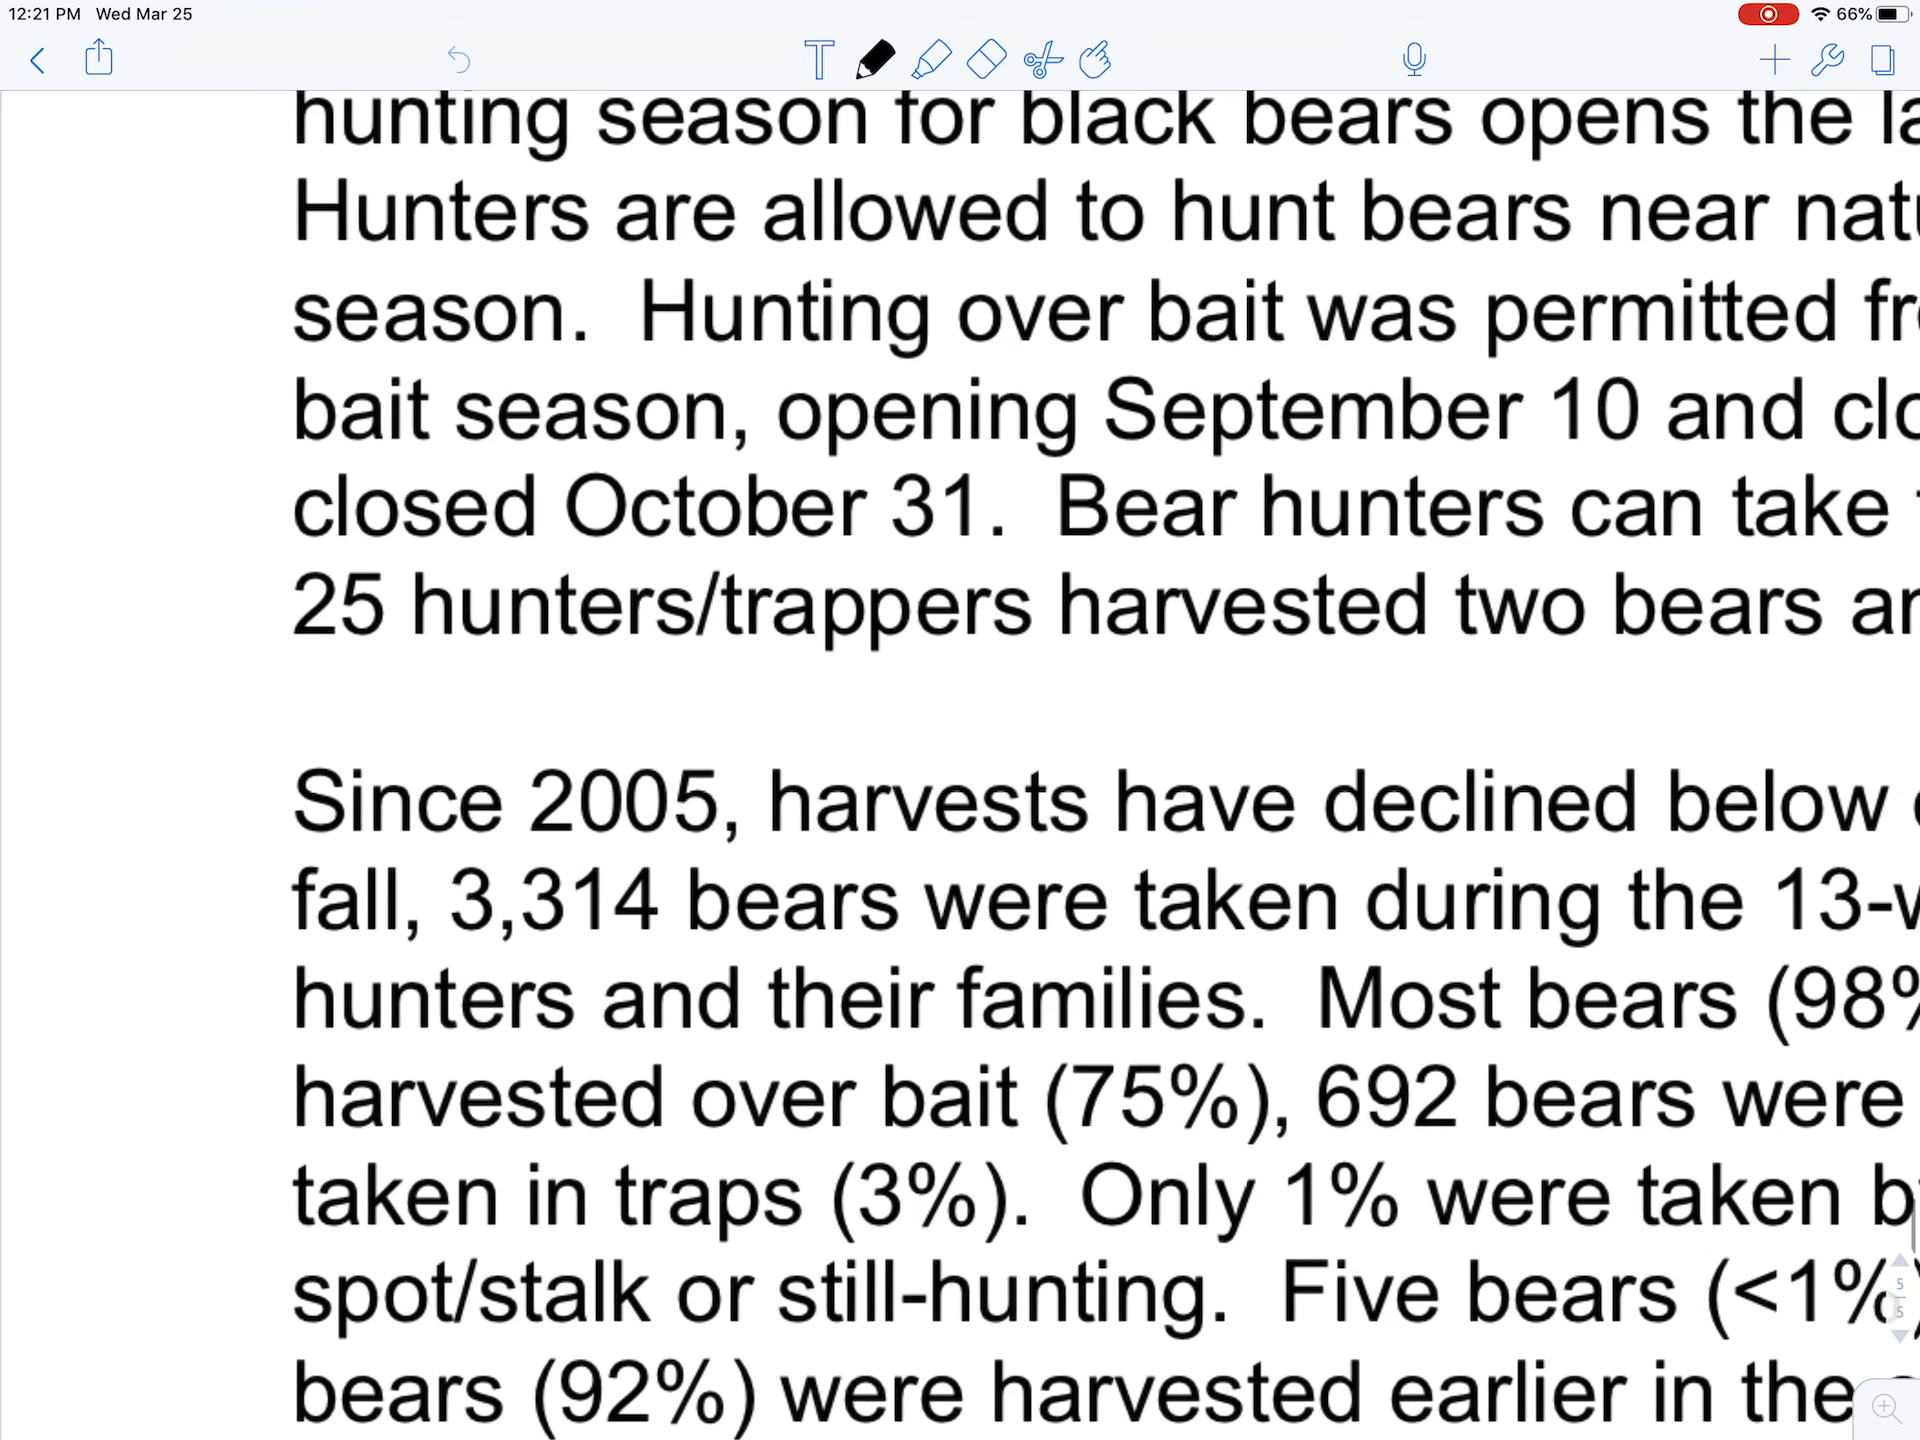 12:21 PM Wed Mar 25
66%
hunting season for black bears opens the
Hunters are allowed to hunt bears near
season. Hunting over bait was permitted
bait season, opening September 10 and
closed October 31. Bear hunters can take
25 hunters/trappers harvested two bears
Since 2005, harvests have declined below
fall, 3,314 bears were taken during the
hunters and their families. Most bears (98%
harvested over bait (75%), 692 bears were
taken in traps (3%). Only 1% were taken
spot/stalk or still-hunting. Five bears (<1%)
5
5
bears (92%) were harvested earlier in the